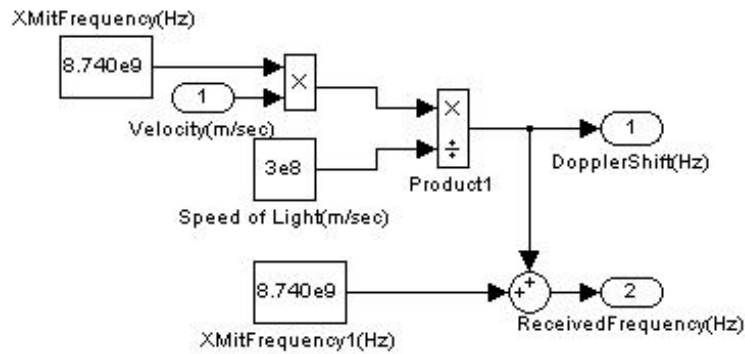 XMitFrequency(Hz)
8.740e9
×
1
Velocity(m/sec)
×
÷
Product1
1
DopplerShift(Hz)
3e8
Speed of Light(m/sec)
8.740e9
XMitFrequency1(Hz)
+
+
2
ReceivedFrequency(Hz)